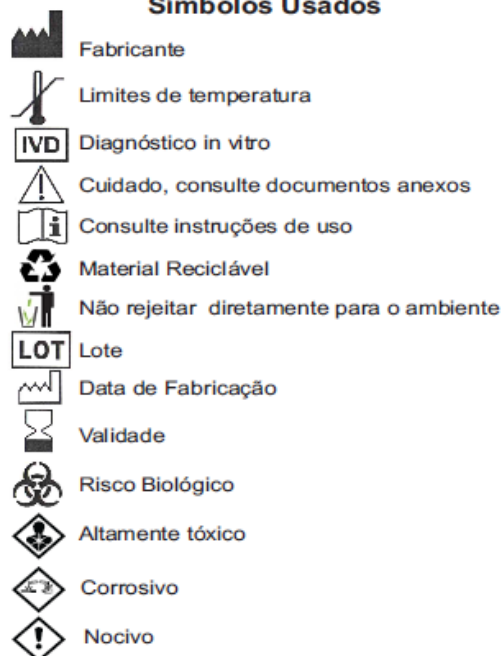 Símbolos Usados
Fabricante
Limites de temperatura
IVD Diagnóstico in vitro
Cuidado, consulte documentos anexos
i Consulte instruções de uso
Material Reciclável
Não rejeitar diretamente para o ambiente
LOT Lote
Data de Fabricação
Validade
Risco Biológico
Altamente tóxico
Corrosivo
Nocivo